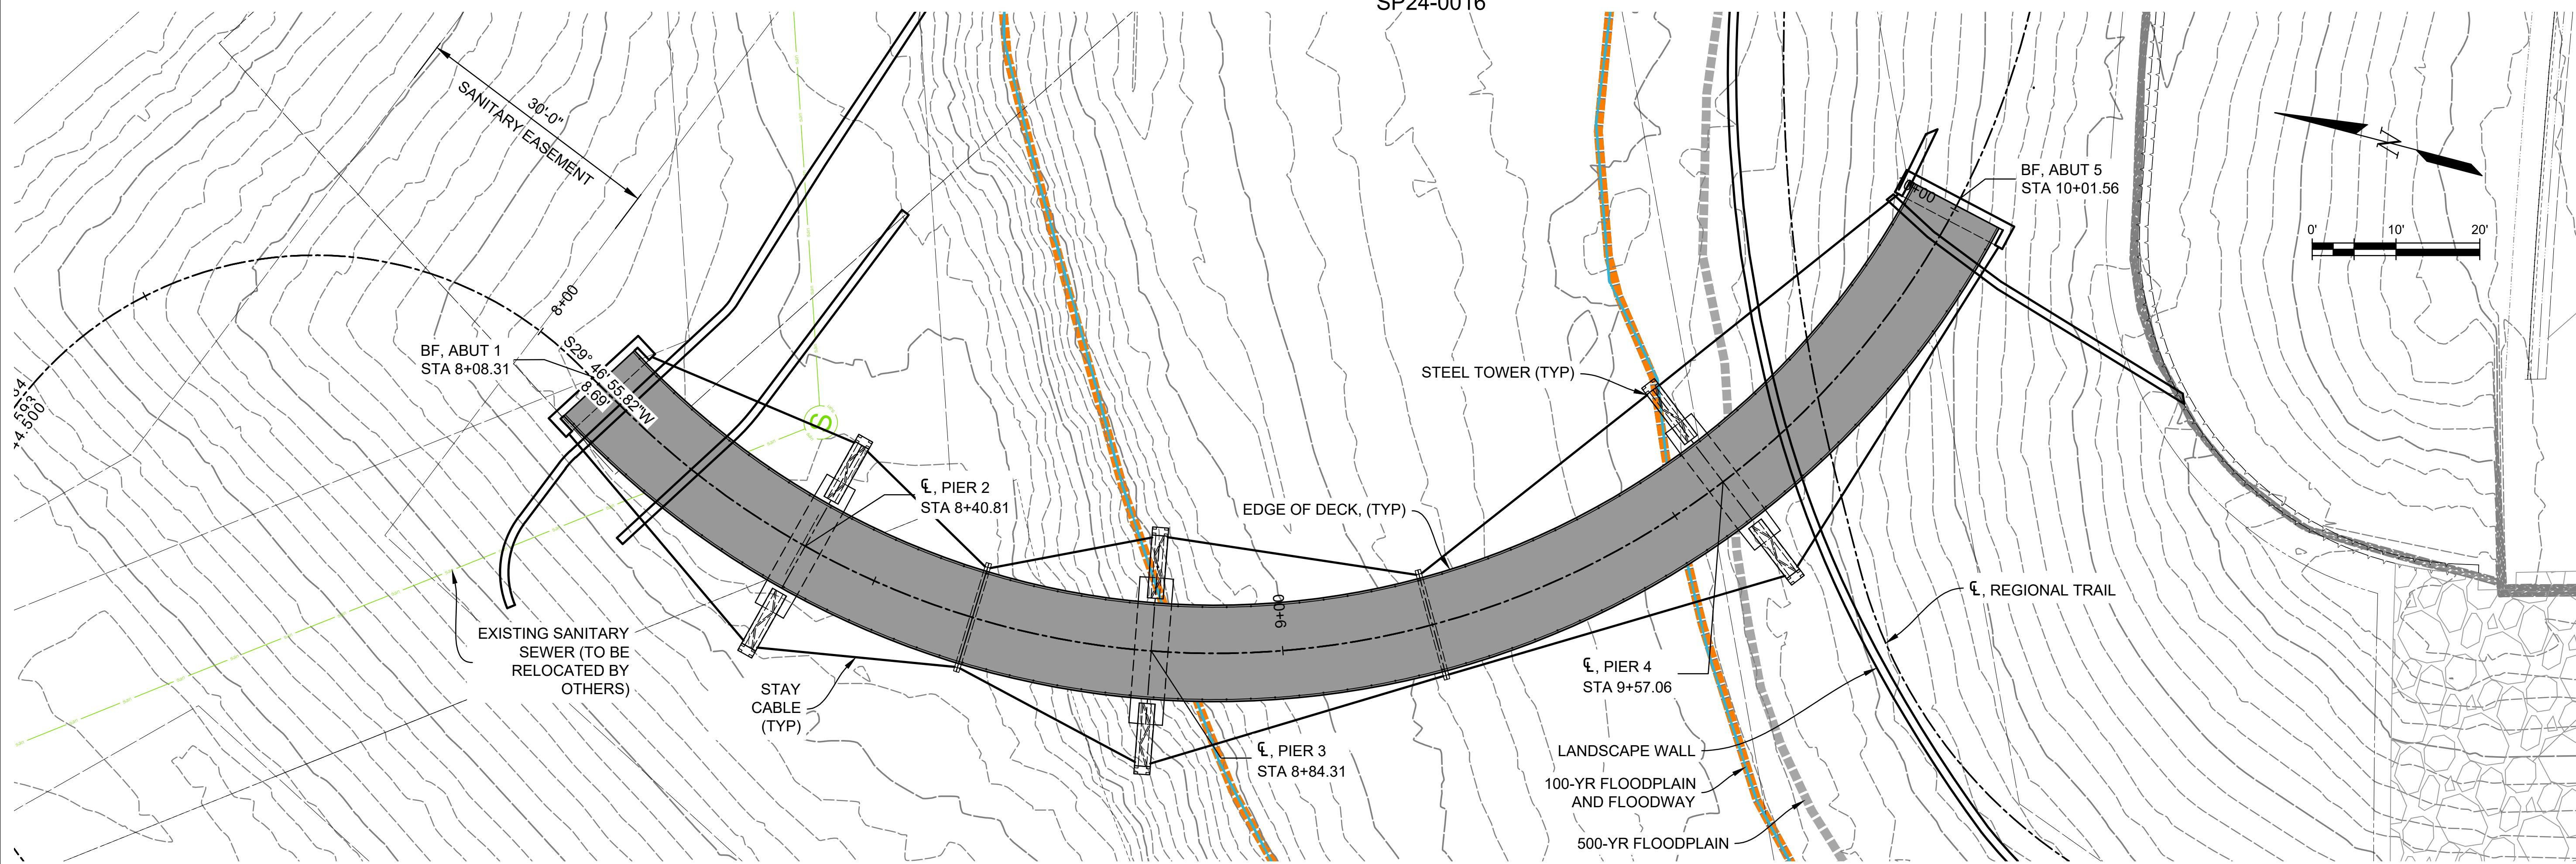 SP24-0016
30'-0"
SANITARY EASEMENT
N
0' 10' 20'
BF, ABUT 5
STA 10+01.56
8+00
BF, ABUT 1
STA 8+08.31
S29° 46' 55.82"W
8.69'
STEEL TOWER (TYP)
S
℄, PIER 2
STA 8+40.81
EDGE OF DECK, (TYP)
9+00
℄, REGIONAL TRAIL
EXISTING SANITARY
SEWER (TO BE
RELOCATED BY
OTHERS)
STAY
CABLE
(TYP)
℄, PIER 4
STA 9+57.06
℄, PIER 3
STA 8+84.31
LANDSCAPE WALL
100-YR FLOODPLAIN
AND FLOODWAY
500-YR FLOODPLAIN